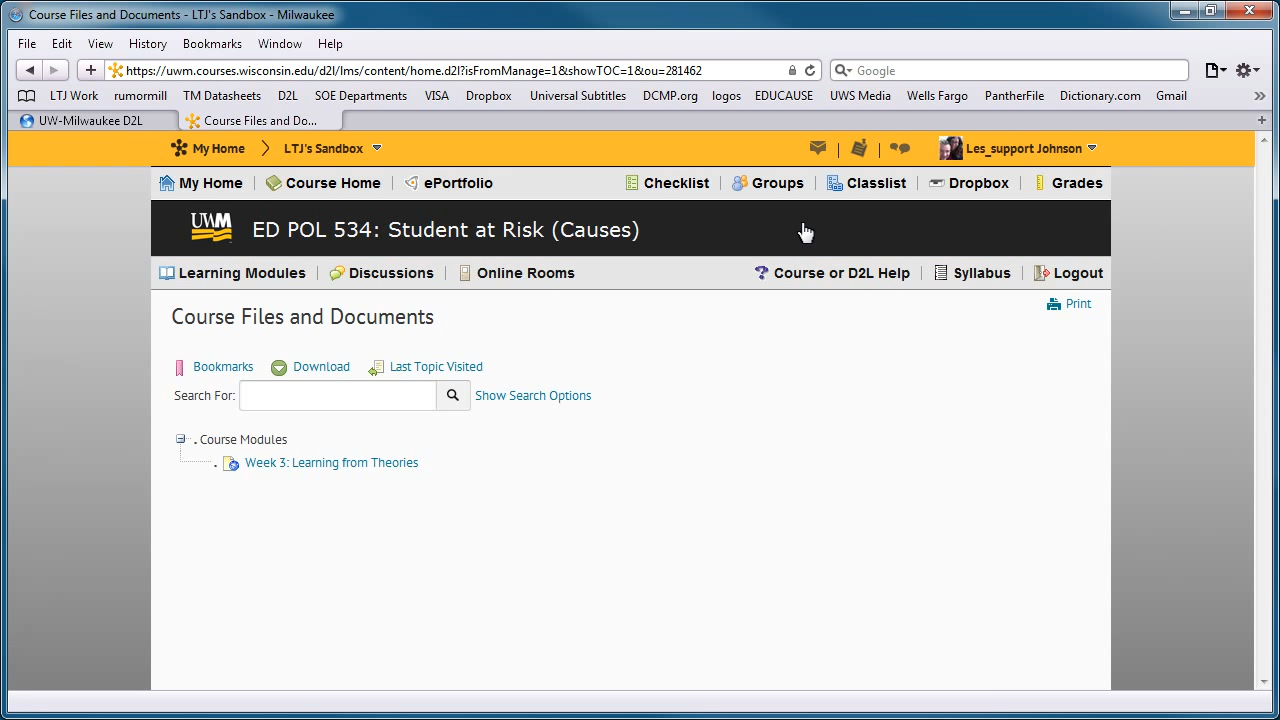 Course Files and Documents - LTJ's Sandbox - Milwaukee
File Edit View History Bookmarks Window Help
https://uwm.courses.wisconsin.edu/d2l/lms/content/home.d2l?isFromManage=1&showTOC=1&ou=281462 Google
LTJ Work rumormill TM Datasheets D2L SOE Departments VISA Dropbox Universal Subtitles DCMP.org logos EDUCAUSE UWS Media Wells Fargo PantherFile Dictionary.com Gmail
UW-Milwaukee D2L Course Files and Do...
My Home LTJ's Sandbox Les_support Johnson
My Home Course Home ePortfolio Checklist Groups Classlist Dropbox Grades
UWM ED POL 534: Student at Risk (Causes)
Learning Modules Discussions Online Rooms Course or D2L Help Syllabus Logout
Print
Course Files and Documents
Bookmarks Download Last Topic Visited
Search For: Show Search Options
. Course Modules
. Week 3: Learning from Theories